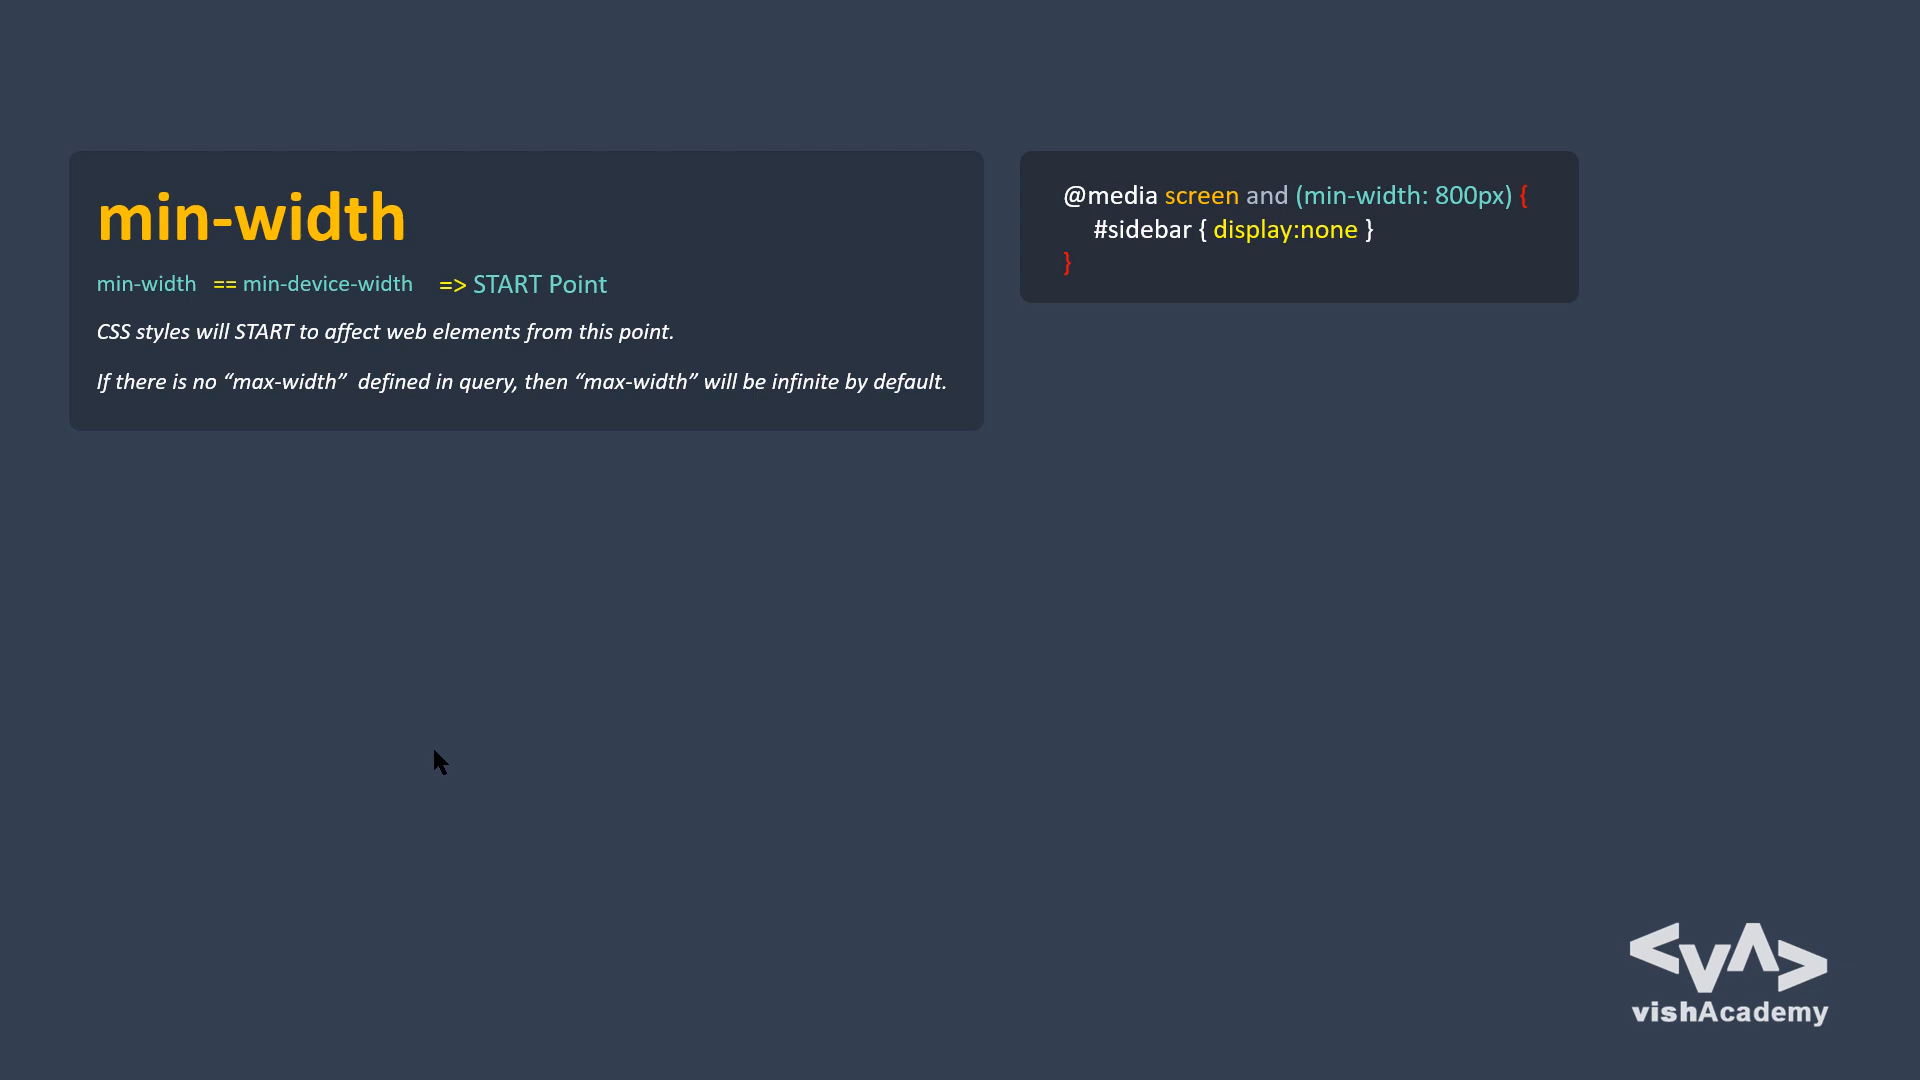 min-width
min-width == min-device-width => START Point
CSS styles will START to affect web elements from this point.
If there is no “max-width” defined in query, then “max-width” will be infinite by default.
@media screen and (min-width: 800px) {
#sidebar { display:none }
}
<VΛ>
vishAcademy